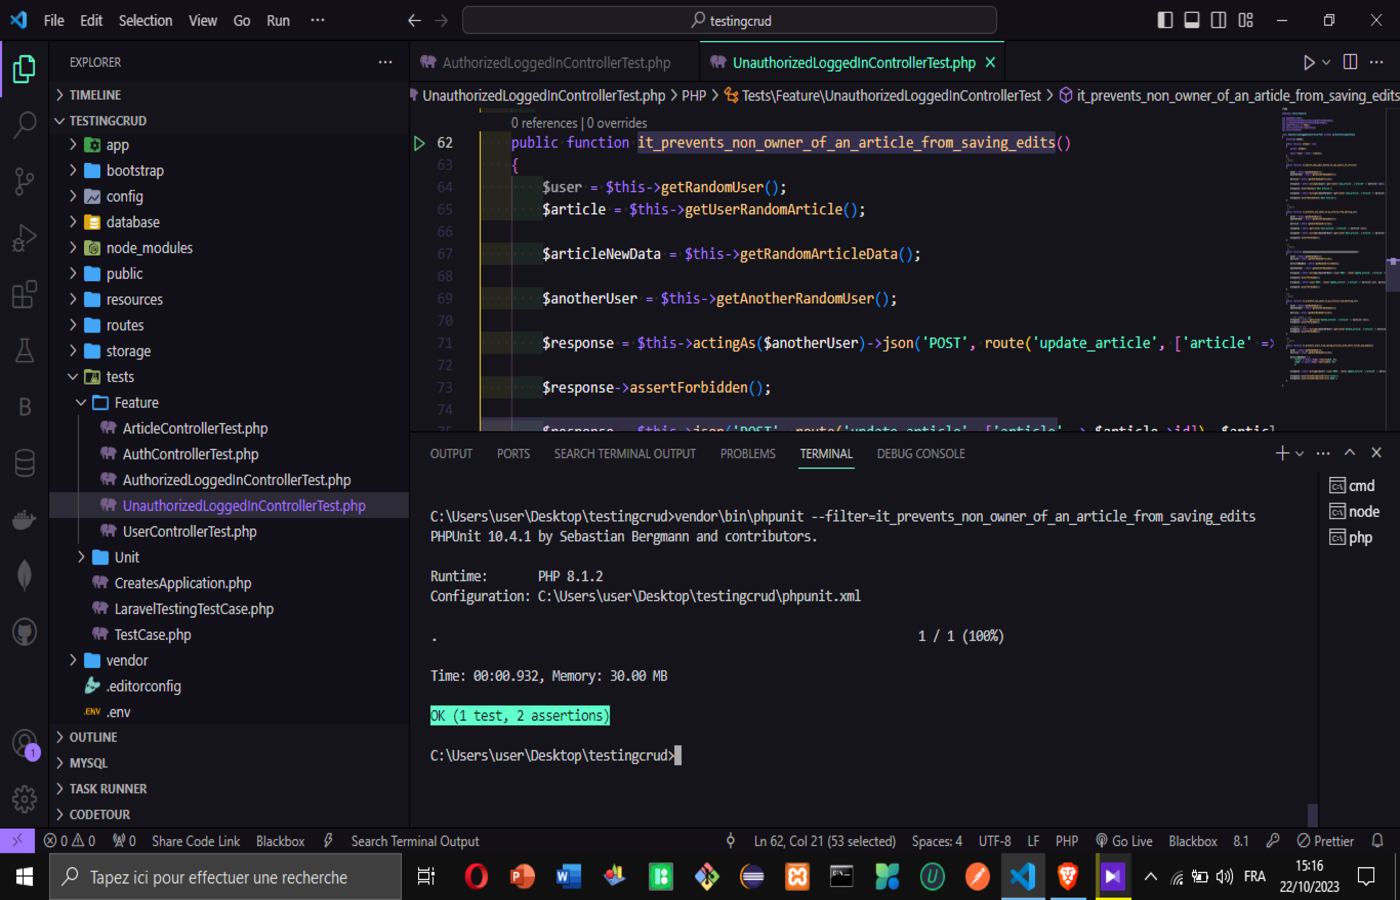 File Edit Selection View Go Run ···
testingcrud
EXPLORER
TIMELINE
TESTINGCRUD
app
bootstrap
config
database
node_modules
public
resources
routes
storage
tests
Feature
ArticleControllerTest.php
AuthControllerTest.php
AuthorizedLoggedInControllerTest.php
UnauthorizedLoggedInControllerTest.php
UserControllerTest.php
Unit
CreatesApplication.php
LaravelTestingTestCase.php
TestCase.php
vendor
.editorconfig
.ENV .env
OUTLINE
MYSQL
TASK RUNNER
CODETOUR
1
AuthorizedLoggedInControllerTest.php UnauthorizedLoggedInControllerTest.php
UnauthorizedLoggedInControllerTest.php > PHP > Tests\Feature\UnauthorizedLoggedInControllerTest > it_prevents_non_owner_of_an_article_from_saving_edits
0 references | 0 overrides
62 public function it_prevents_non_owner_of_an_article_from_saving_edits()
63 {
64 $user = $this->getRandomUser();
65 $article = $this->getUserRandomArticle();
66
67 $articleNewData = $this->getRandomArticleData();
68
69 $anotherUser = $this->getAnotherRandomUser();
70
71 $response = $this->actingAs($anotherUser)->json('POST', route('update_article', ['article' =>
72
73 $response->assertForbidden();
74
OUTPUT PORTS SEARCH TERMINAL OUTPUT PROBLEMS TERMINAL DEBUG CONSOLE
cmd
node
php
C:\Users\user\Desktop\testingcrud>vendor\bin\phpunit --filter=it_prevents_non_owner_of_an_article_from_saving_edits
PHPUnit 10.4.1 by Sebastian Bergmann and contributors.
Runtime: PHP 8.1.2
Configuration: C:\Users\user\Desktop\testingcrud\phpunit.xml
. 1 / 1 (100%)
Time: 00:00.932, Memory: 30.00 MB
OK (1 test, 2 assertions)
C:\Users\user\Desktop\testingcrud>
0 0 0 Share Code Link Blackbox Search Terminal Output Ln 62, Col 21 (53 selected) Spaces: 4 UTF-8 LF PHP Go Live Blackbox 8.1 Prettier
Tapez ici pour effectuer une recherche
FRA
15:16
22/10/2023